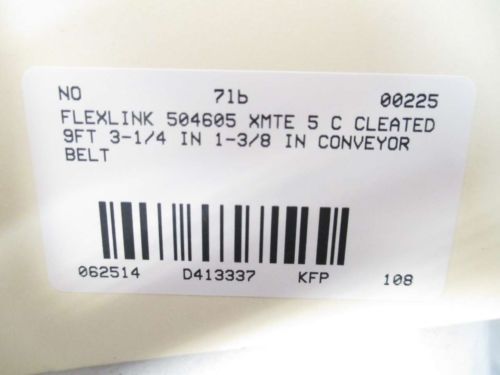 NO 71b 00225
FLEXLINK 504605 XMTE 5 C CLEATED
9FT 3-1/4 IN 1-3/8 IN CONVEYOR
BELT
062514 D413337 KFP 108